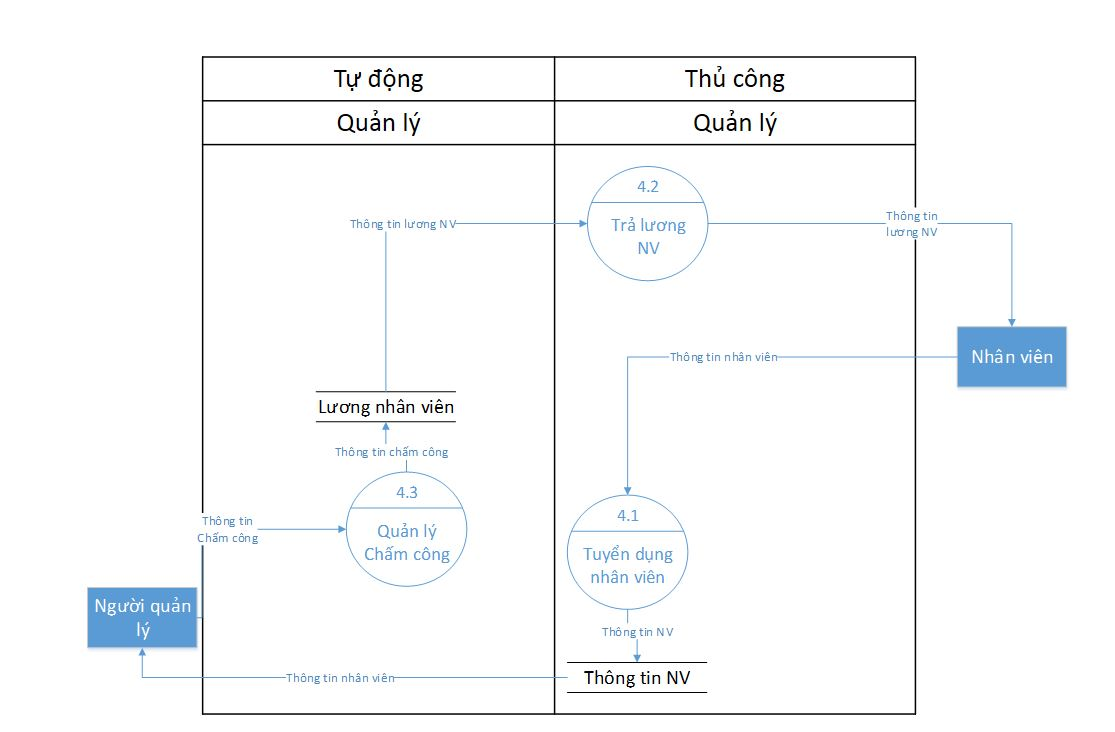 Tự động
Thủ công
Quản lý
Quản lý
4.2
Trả lương
NV
Thông tin lương NV
Thông tin
lương NV
Nhân viên
Thông tin nhân viên
Lương nhân viên
Thông tin chấm công
4.3
Quản lý
Chấm công
Thông tin
Chấm công
4.1
Tuyển dụng
nhân viên
Người quản
lý
Thông tin NV
Thông tin NV
Thông tin nhân viên